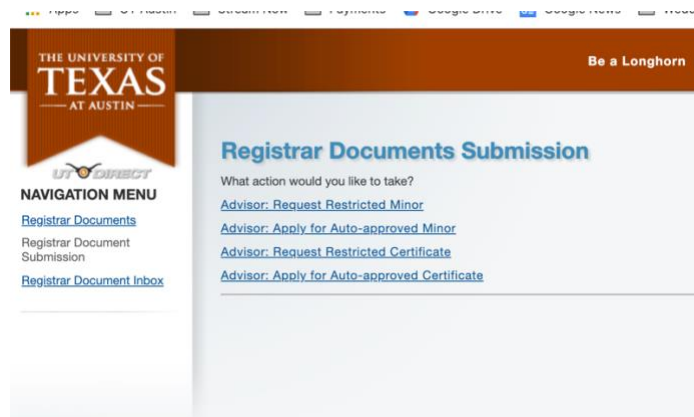 Apps UT Austin Stream Now Payments Google Drive Google News
THE UNIVERSITY OF
TEXAS
AT AUSTIN
Be a Longhorn
UT DIRECT
NAVIGATION MENU
Registrar Documents
Registrar Document
Submission
Registrar Document Inbox
Registrar Documents Submission
What action would you like to take?
Advisor: Request Restricted Minor
Advisor: Apply for Auto-approved Minor
Advisor: Request Restricted Certificate
Advisor: Apply for Auto-approved Certificate